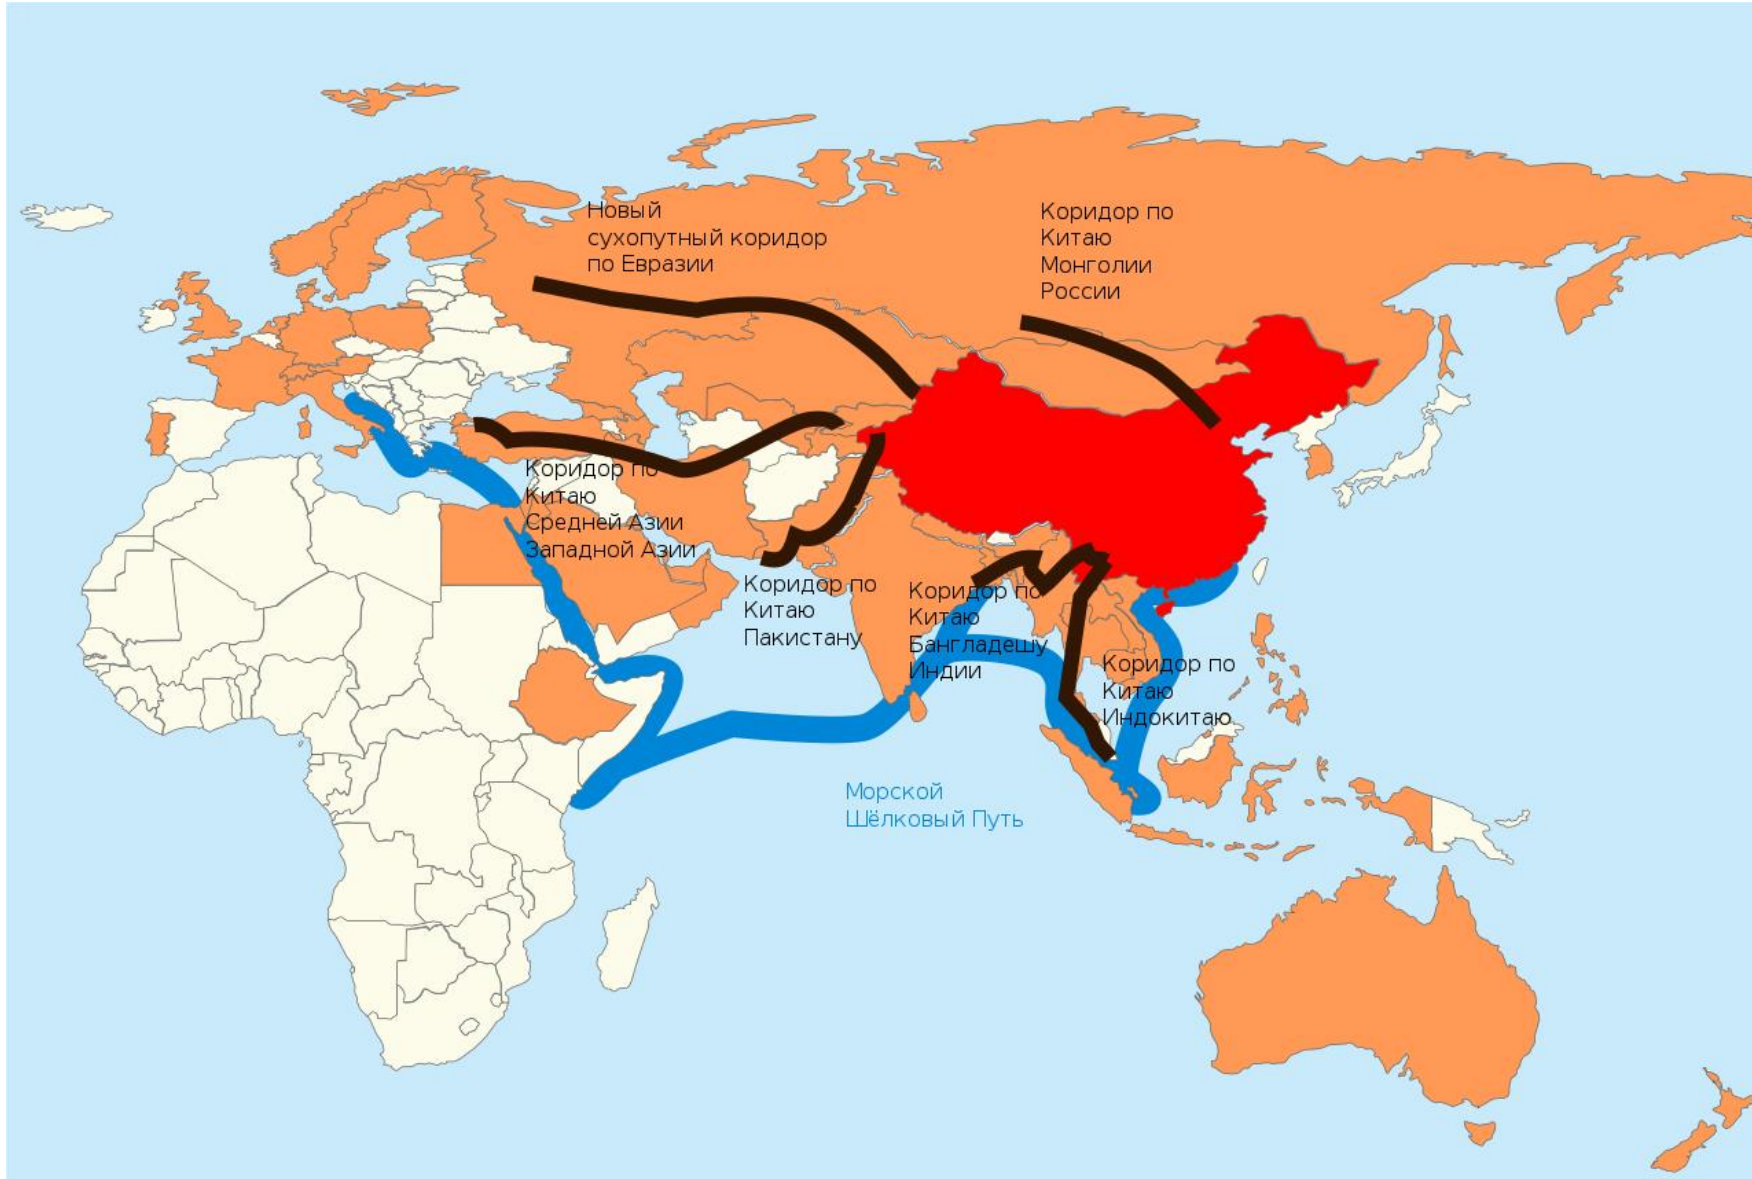 Новый
сухопутный коридор
по Евразии
Коридор по
Китаю
Монголии
России
Коридор по
Китаю
Средней Азии
Западной Азии
Коридор по
Китаю
Пакистану
Коридор по
Китаю
Бангладешу
Индии
Коридор по
Китаю
Индокитаю
Морской
Шёлковый Путь